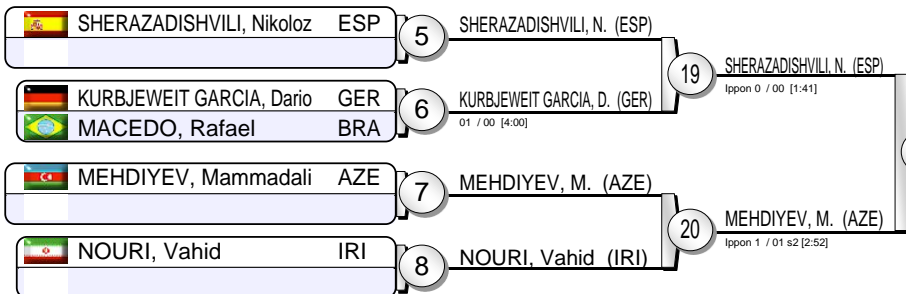 SHERAZADISHVILI, Nikoloz ESP
5
SHERAZADISHVILI, N. (ESP)
19
SHERAZADISHVILI, N. (ESP)
Ippon 0 / 00 [1:41]
KURBJEWEIT GARCIA, Dario GER
MACEDO, Rafael BRA
6
KURBJEWEIT GARCIA, D. (GER)
01 / 00 [4:00]
MEHDIYEV, Mammadali AZE
7
MEHDIYEV, M. (AZE)
20
MEHDIYEV, M. (AZE)
Ippon 1 / 01 s2 [2:52]
NOURI, Vahid IRI
8
NOURI, Vahid (IRI)